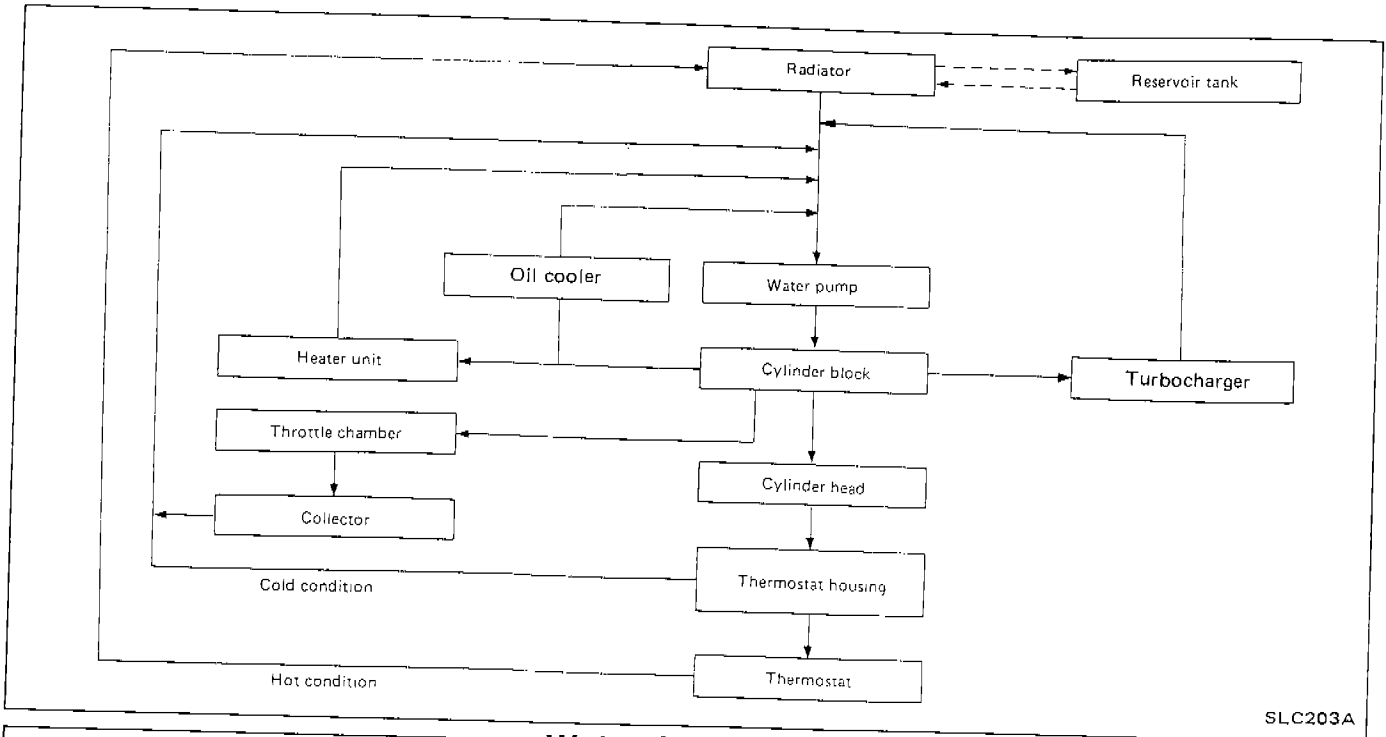 Radiator
Reservoir tank
Oil cooler
Water pump
Heater unit
Cylinder block
Turbocharger
Throttle chamber
Cylinder head
Collector
Cold condition
Thermostat housing
Hot condition
Thermostat
SLC203A